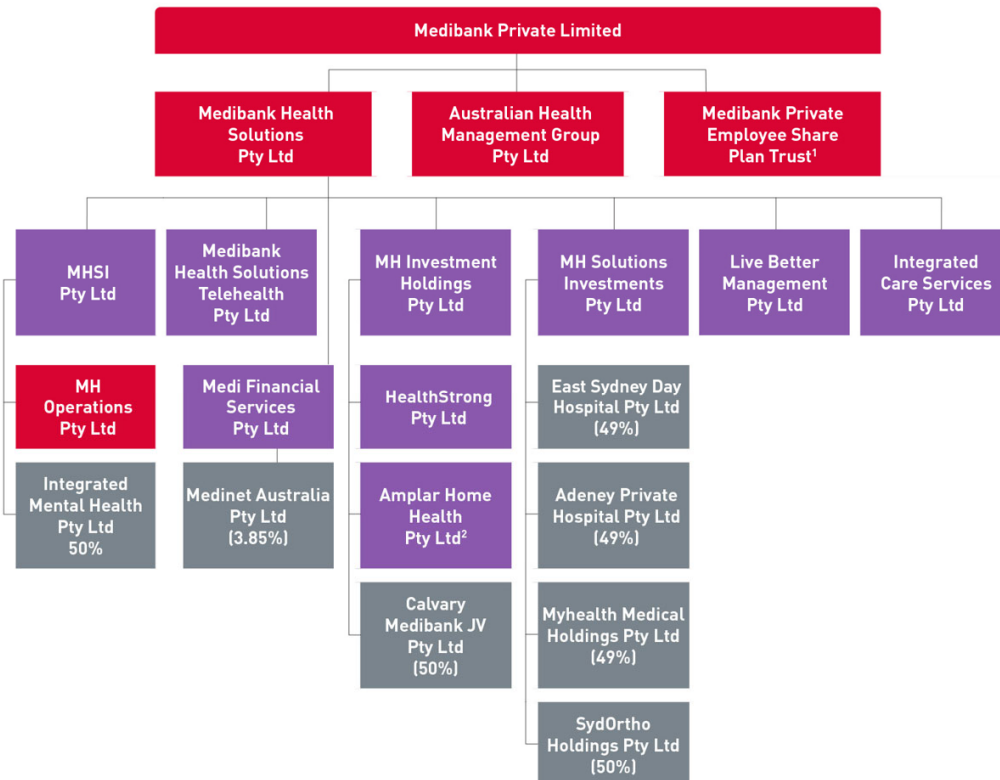 Medibank Private Limited
Medibank Health
Solutions
Pty Ltd
Australian Health
Management Group
Pty Ltd
Medibank Private
Employee Share
Plan Trust¹
MHSI
Pty Ltd
Medibank
Health Solutions
Telehealth
Pty Ltd
MH Investment
Holdings
Pty Ltd
MH Solutions
Investments
Pty Ltd
Live Better
Management
Pty Ltd
Integrated
Care Services
Pty Ltd
MH
Operations
Pty Ltd
Medi Financial
Services
Pty Ltd
HealthStrong
Pty Ltd
East Sydney Day
Hospital Pty Ltd
(49%)
Integrated
Mental Health
Pty Ltd
50%
Medinet Australia
Pty Ltd
(3.85%)
Amplar Home
Health
Pty Ltd²
Adeney Private
Hospital Pty Ltd
(49%)
Calvary
Medibank JV
Pty Ltd
(50%)
Myhealth Medical
Holdings Pty Ltd
(49%)
SydOrtho
Holdings Pty Ltd
(50%)